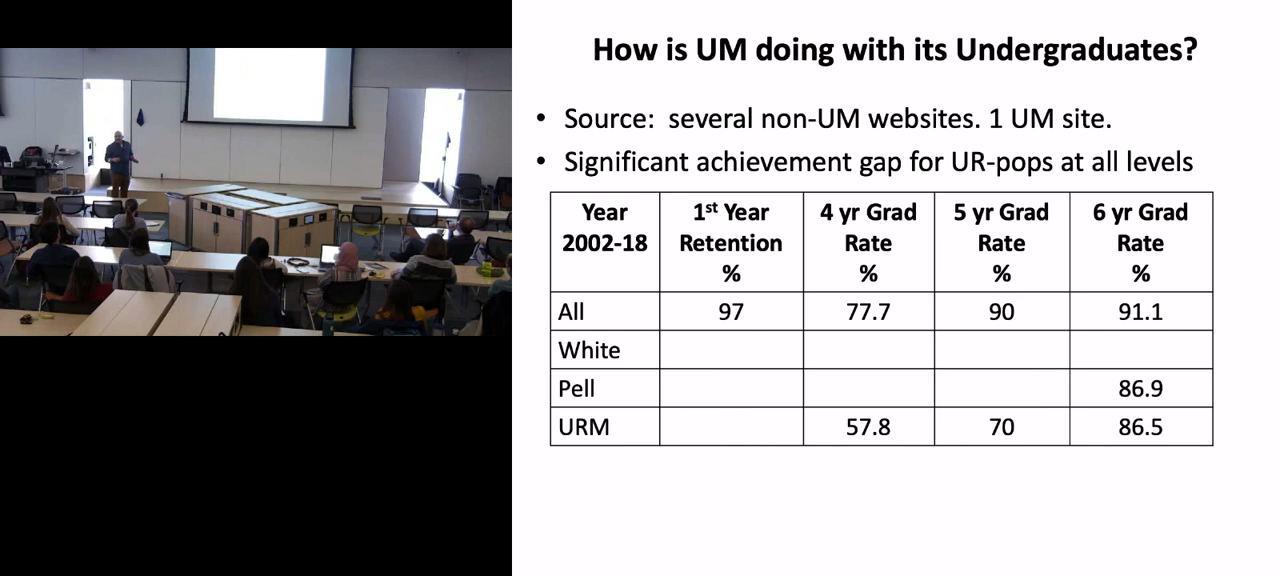 How is UM doing with its Undergraduates?
• Source: several non-UM websites. 1 UM site.
• Significant achievement gap for UR-pops at all levels
Year 2002-18 1st Year Retention % 4 yr Grad Rate % 5 yr Grad Rate % 6 yr Grad Rate %
All 97 77.7 90 91.1
White
Pell 86.9
URM 57.8 70 86.5